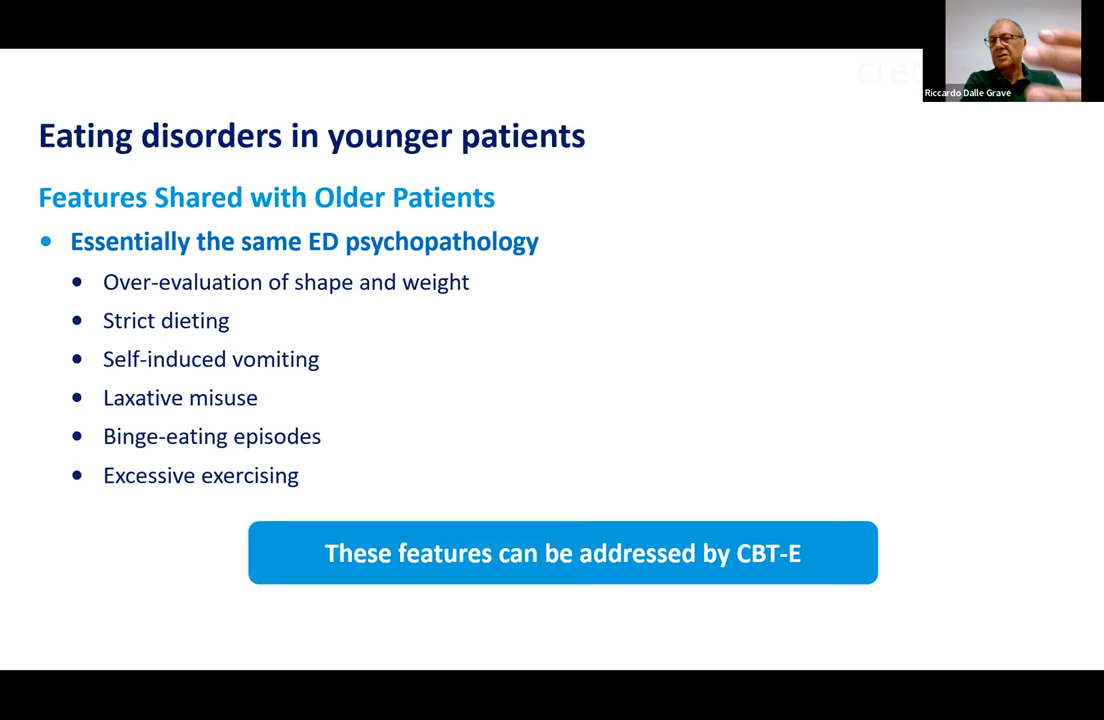 cre
Riccardo Dalle Grave
Eating disorders in younger patients
Features Shared with Older Patients
• Essentially the same ED psychopathology
• Over-evaluation of shape and weight
• Strict dieting
• Self-induced vomiting
• Laxative misuse
• Binge-eating episodes
• Excessive exercising
These features can be addressed by CBT-E